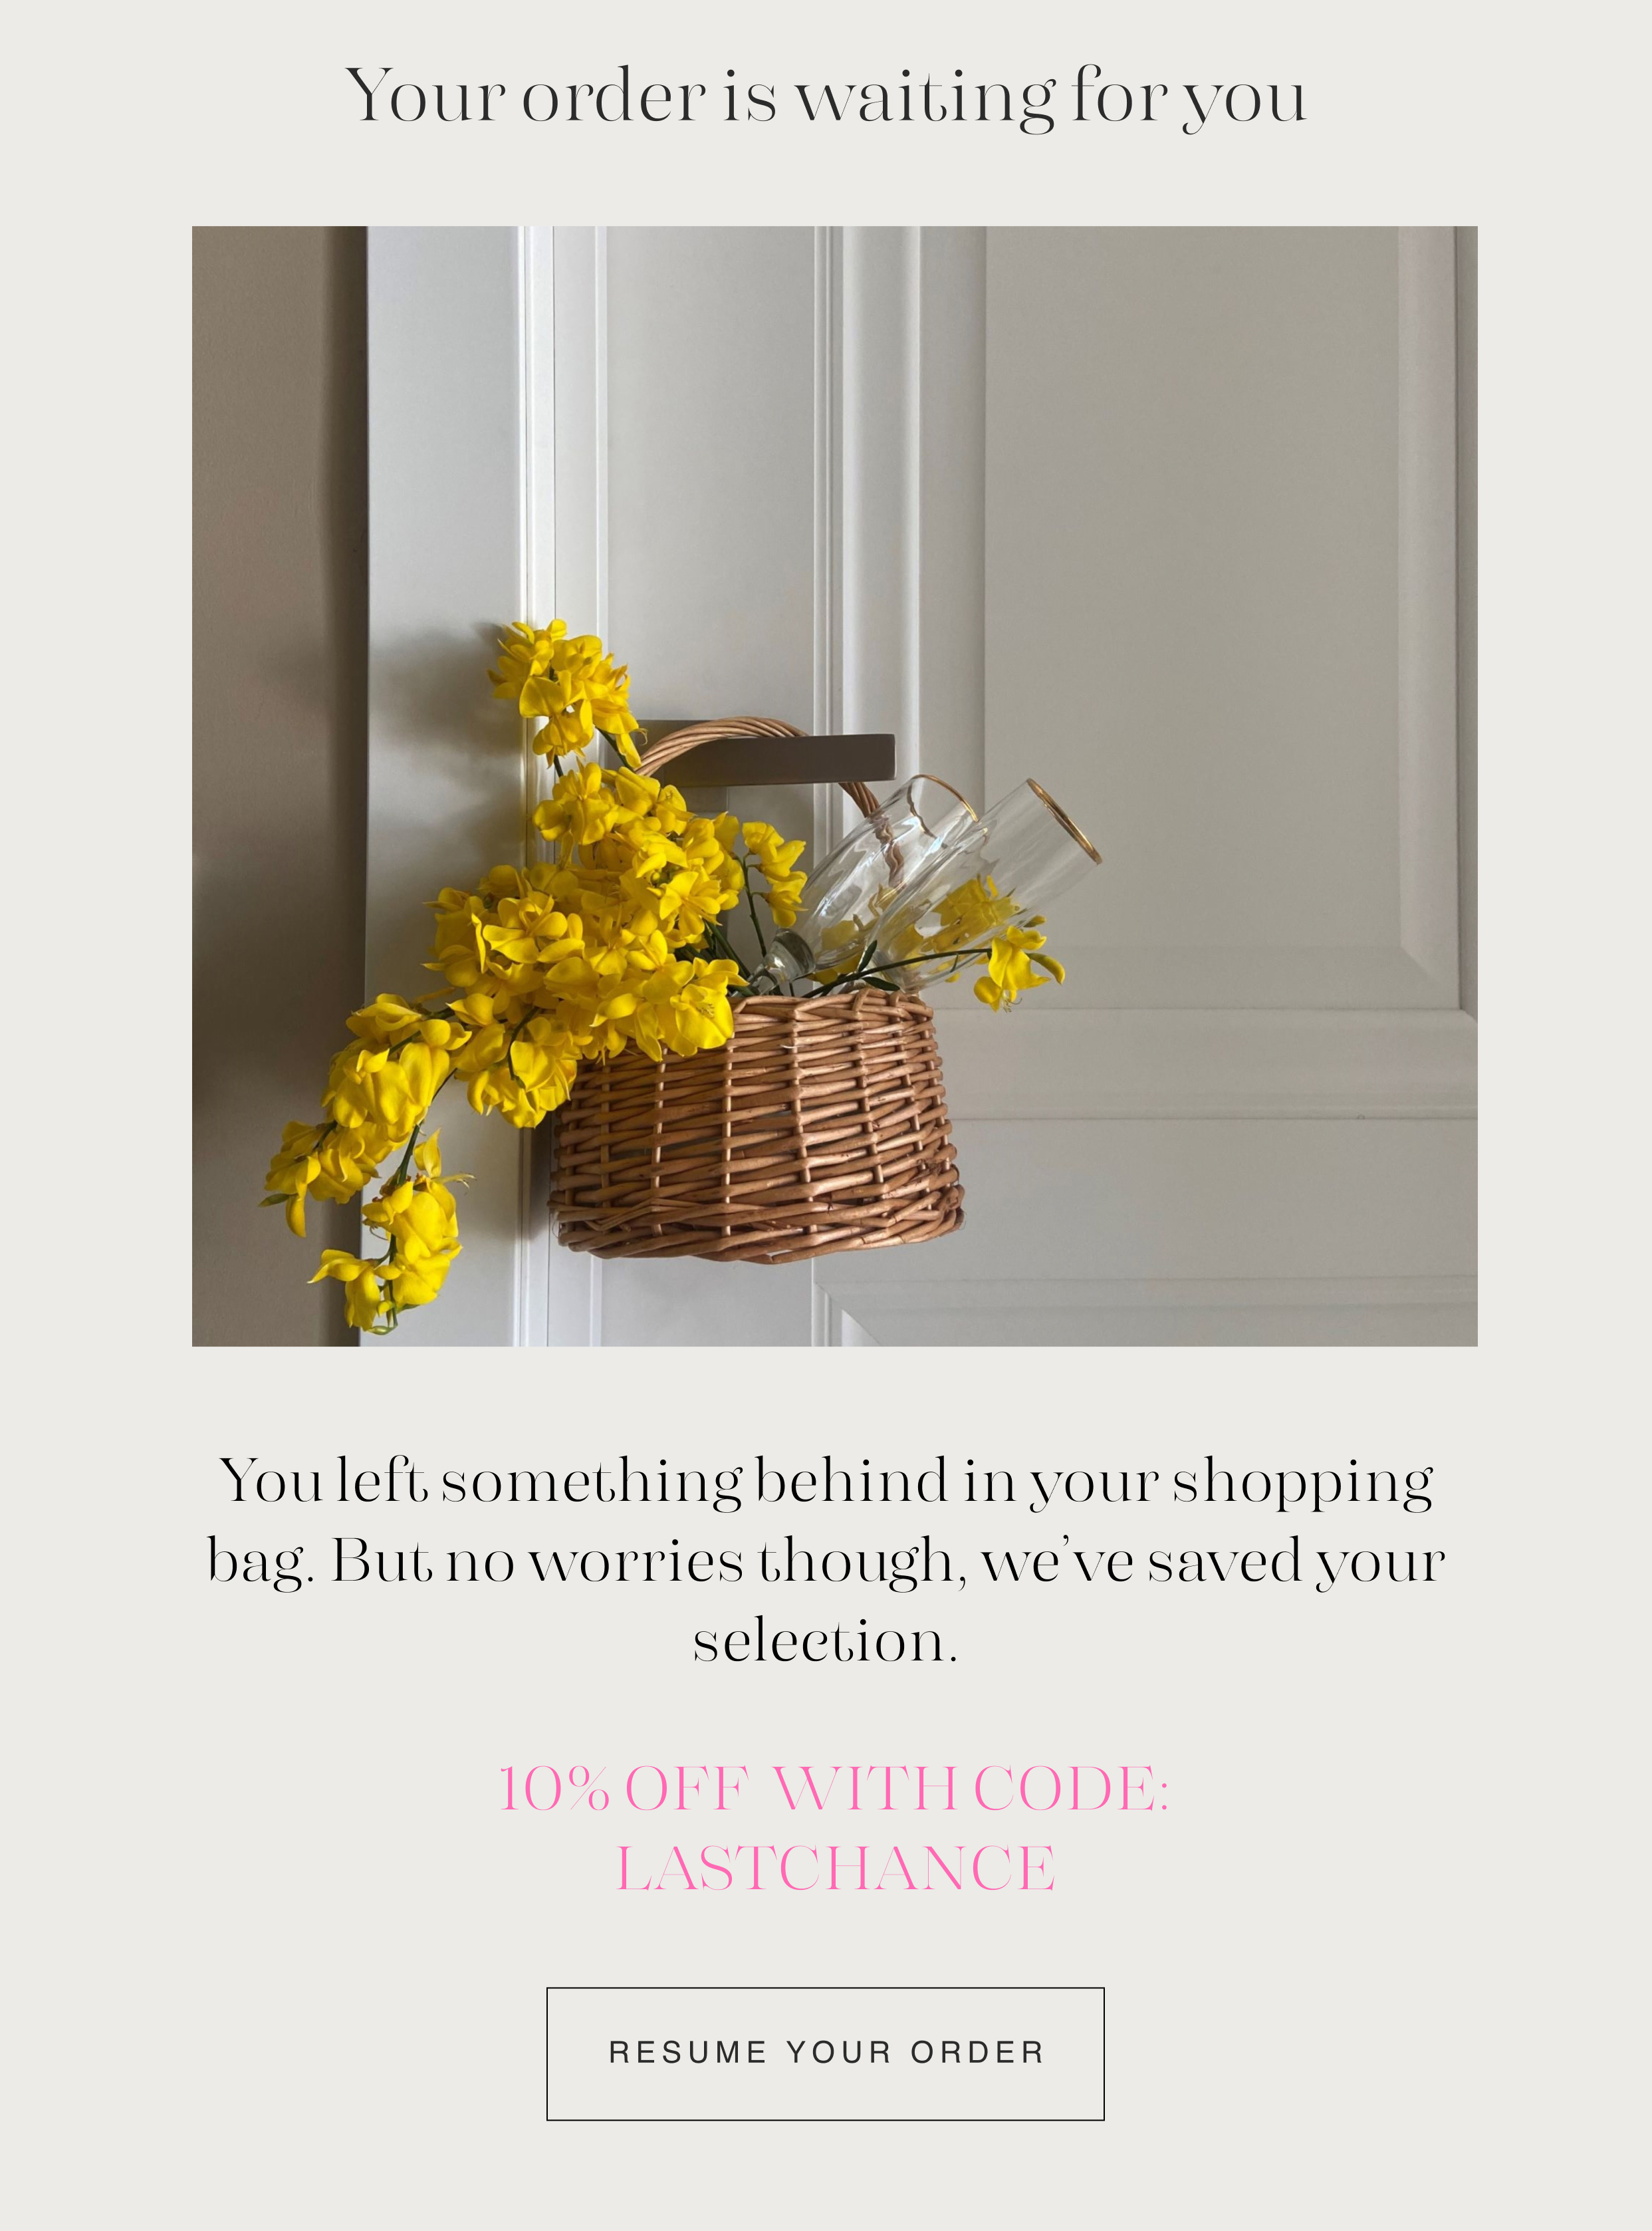 Your order is waiting for you
You left something behind in your shopping
bag. But no worries though, we’ve saved your
selection.
10% OFF WITH CODE:
LASTCHANCE
RESUME YOUR ORDER